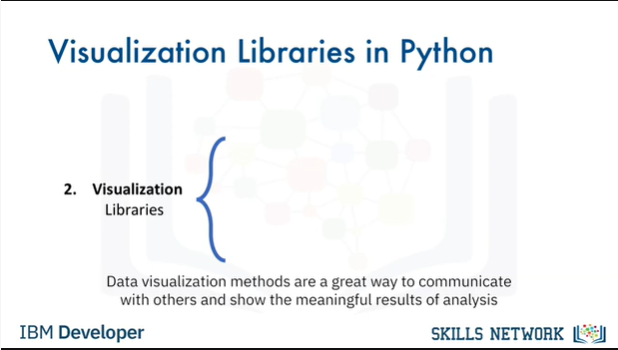 Visualization Libraries in Python
2. Visualization
Libraries
Data visualization methods are a great way to communicate
with others and show the meaningful results of analysis
IBM Developer
SKILLS NETWORK